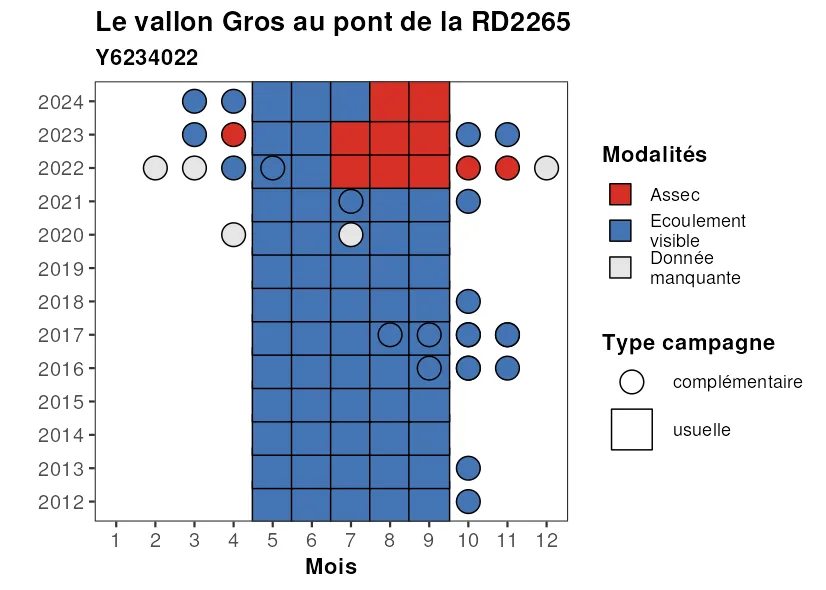 Le vallon Gros au pont de la RD2265
Y6234022
2024
2023
2022
2021
2020
2019
2018
2017
2016
2015
2014
2013
2012
1 2 3 4 5 6 7 8 9 10 11 12
Mois
Modalités
Assec
Ecoulement
visible
Donnée
manquante
Type campagne
complémentaire
usuelle